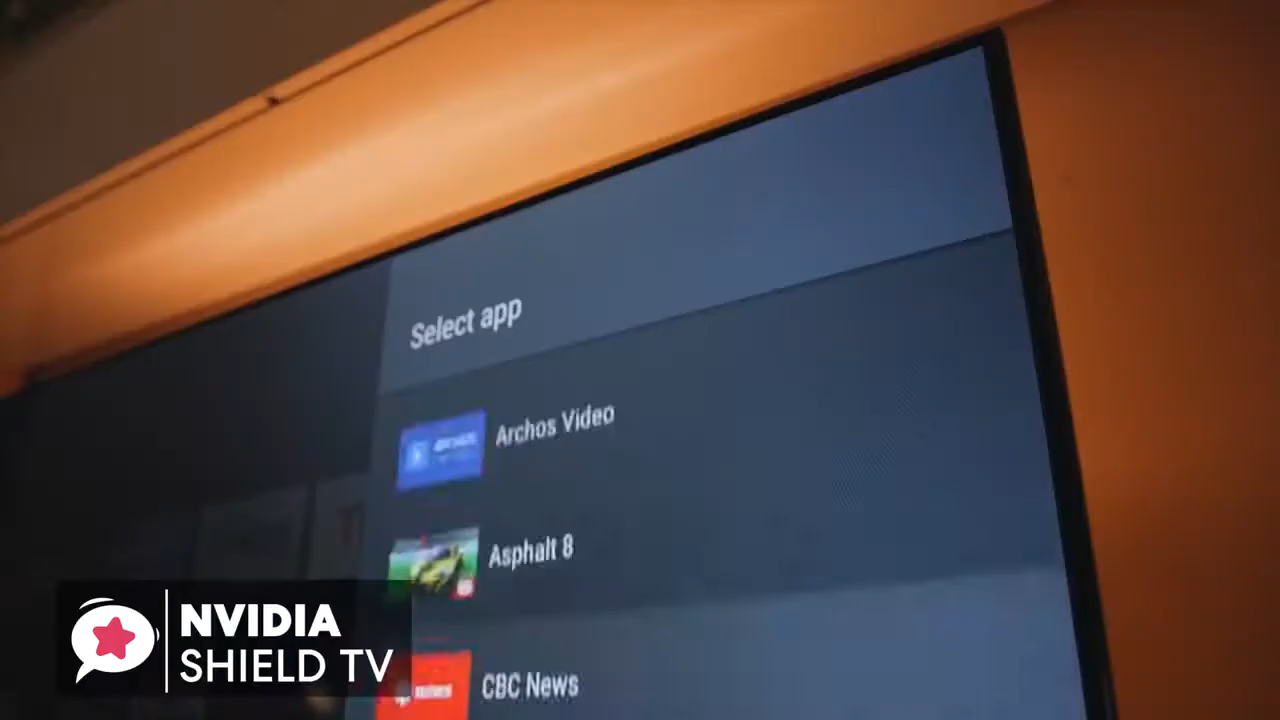 Select app
Archos Video
Asphalt 8
CBC News
NVIDIA
SHIELD TV